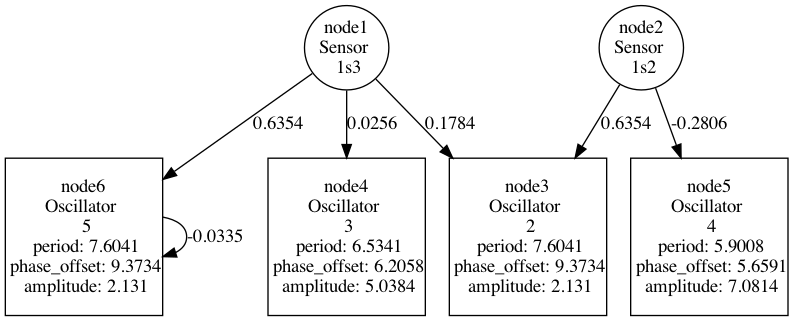 node1
Sensor
1s3
node2
Sensor
1s2
0.6354
0.0256
0.1784
0.6354
-0.2806
node6
Oscillator
5
period: 7.6041
phase_offset: 9.3734
amplitude: 2.131
-0.0335
node4
Oscillator
3
period: 6.5341
phase_offset: 6.2058
amplitude: 5.0384
node3
Oscillator
2
period: 7.6041
phase_offset: 9.3734
amplitude: 2.131
node5
Oscillator
4
period: 5.9008
phase_offset: 5.6591
amplitude: 7.0814